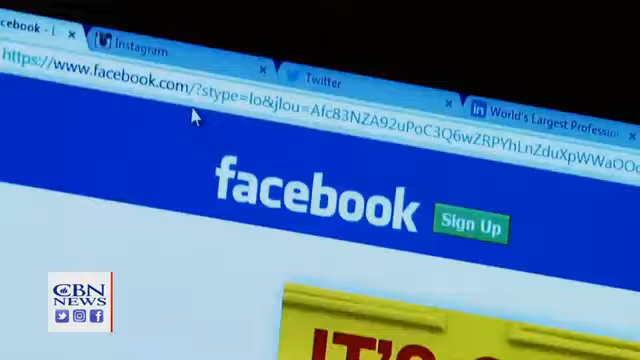 cebook - L
Instagram
Twitter
World's Largest Professio
https://www.facebook.com/?stype=lo&jlou=Afc83NZA92uPoC3Q6wZRPYhLnZduXpWWaOO
facebook
Sign Up
CBN
NEWS
IT'S